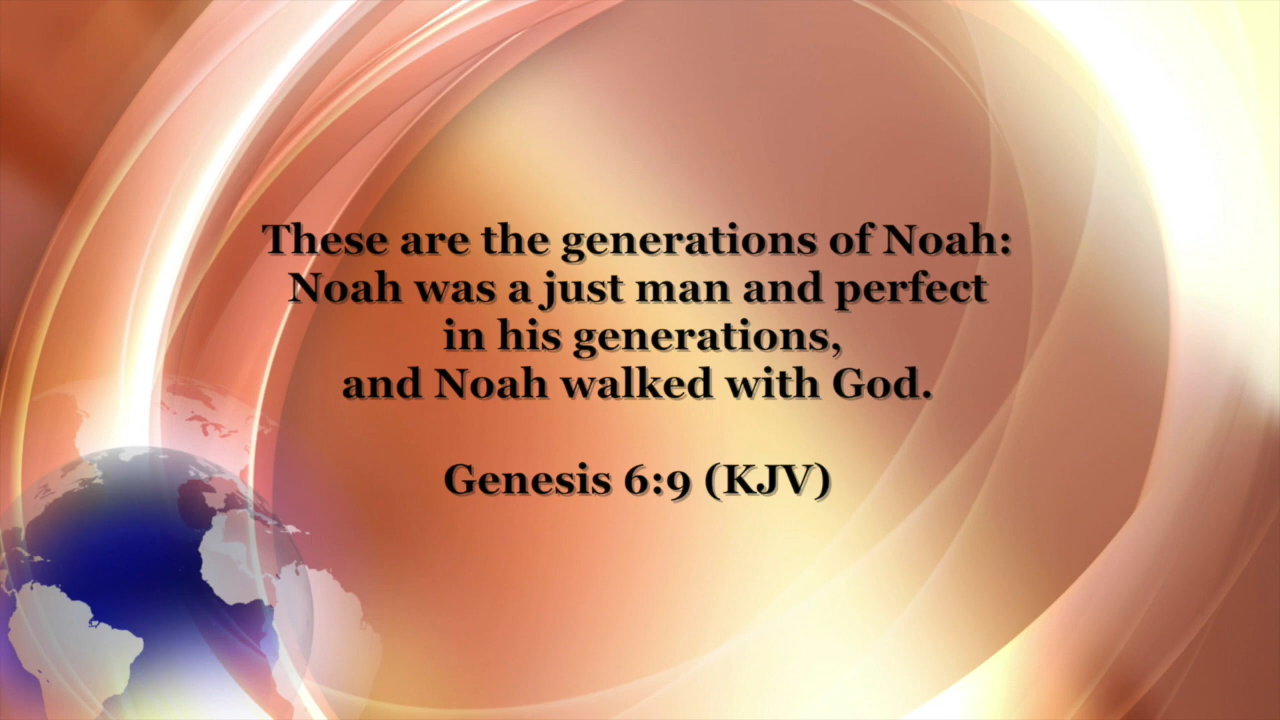 These are the generations of Noah:
Noah was a just man and perfect
in his generations,
and Noah walked with God.
Genesis 6:9 (KJV)